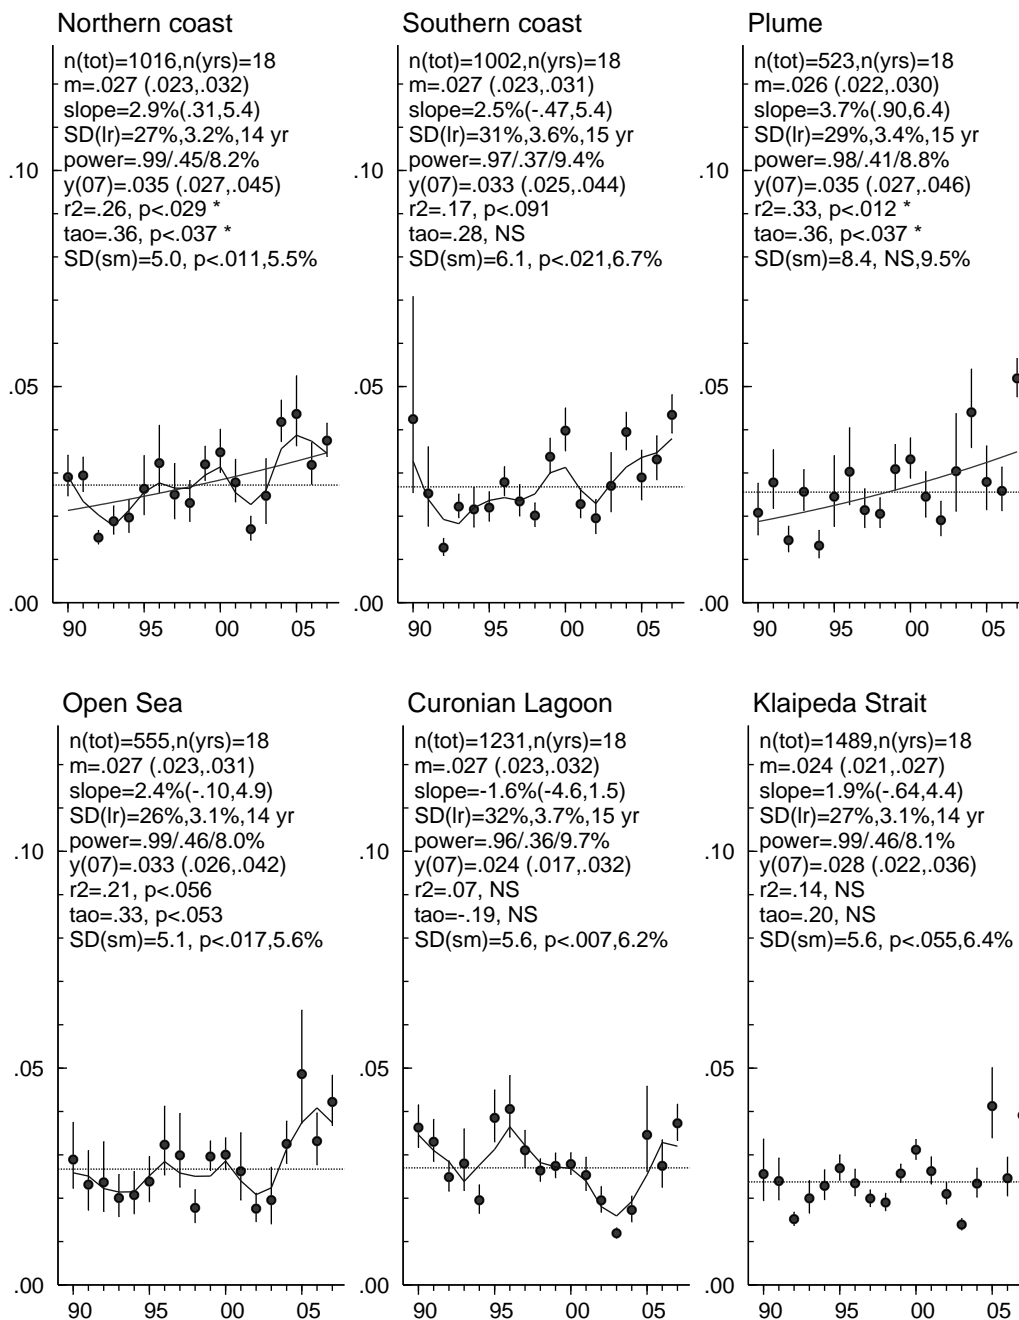 Northern coast
n(tot)=1016,n(yrs)=18
m=.027 (.023,.032)
slope=2.9%(.31,5.4)
SD(lr)=27%,3.2%,14 yr
power=.99/.45/8.2%
y(07)=.035 (.027,.045)
r2=.26, p<.029 *
tao=.36, p<.037 *
SD(sm)=5.0, p<.011,5.5%
.10
.05
.00
90 95 00 05
Southern coast
n(tot)=1002,n(yrs)=18
m=.027 (.023,.031)
slope=2.5%(-.47,5.4)
SD(lr)=31%,3.6%,15 yr
power=.97/.37/9.4%
y(07)=.033 (.025,.044)
r2=.17, p<.091
tao=.28, NS
SD(sm)=6.1, p<.021,6.7%
.10
.05
.00
90 95 00 05
Plume
n(tot)=523,n(yrs)=18
m=.026 (.022,.030)
slope=3.7%(.90,6.4)
SD(lr)=29%,3.4%,15 yr
power=.98/.41/8.8%
y(07)=.035 (.027,.046)
r2=.33, p<.012 *
tao=.36, p<.037 *
SD(sm)=8.4, NS,9.5%
.10
.05
.00
90 95 00 05
Open Sea
n(tot)=555,n(yrs)=18
m=.027 (.023,.031)
slope=2.4%(-.10,4.9)
SD(lr)=26%,3.1%,14 yr
power=.99/.46/8.0%
y(07)=.033 (.026,.042)
r2=.21, p<.056
tao=.33, p<.053
SD(sm)=5.1, p<.017,5.6%
.10
.05
.00
90 95 00 05
Curonian Lagoon
n(tot)=1231,n(yrs)=18
m=.027 (.023,.032)
slope=-1.6%(-4.6,1.5)
SD(lr)=32%,3.7%,15 yr
power=.96/.36/9.7%
y(07)=.024 (.017,.032)
r2=.07, NS
tao=-.19, NS
SD(sm)=5.6, p<.007,6.2%
.10
.05
.00
90 95 00 05
Klaipeda Strait
n(tot)=1489,n(yrs)=18
m=.024 (.021,.027)
slope=1.9%(-.64,4.4)
SD(lr)=27%,3.1%,14 yr
power=.99/.46/8.1%
y(07)=.028 (.022,.036)
r2=.14, NS
tao=.20, NS
SD(sm)=5.6, p<.055,6.4%
.10
.05
.00
90 95 00 05